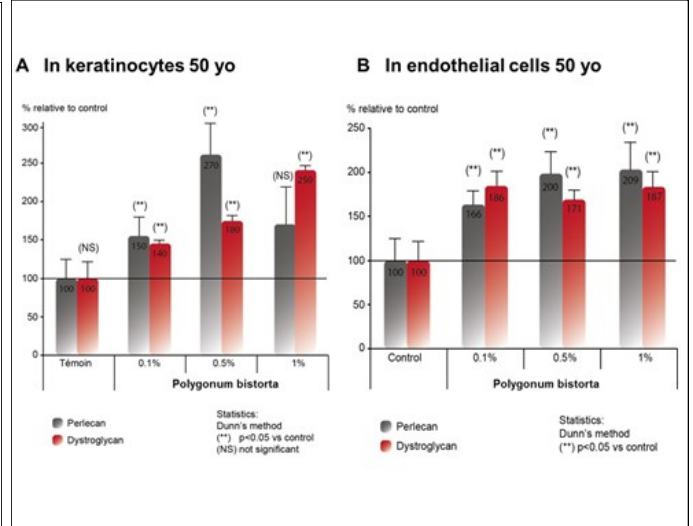 A In keratinocytes 50 yo
% relative to control
300
250
200
150
100
50
0
(NS)
(**)
(**)
(**)
(**)
(NS)
(**)
100 100
150 140
270 180
250
Témoin 0.1% 0.5% 1%
Polygonum bistorta
Perlecan
Dystroglycan
Statistics:
Dunn's method
(**) p<0.05 vs control
(NS) not significant
B In endothelial cells 50 yo
% relative to control
250
200
150
100
50
0
(**) (**)
(**) (**)
(**) (**)
100 100
166 186
200 171
209 187
Control 0.1% 0.5% 1%
Polygonum bistorta
Perlecan
Dystroglycan
Statistics:
Dunn's method
(**) p<0.05 vs control